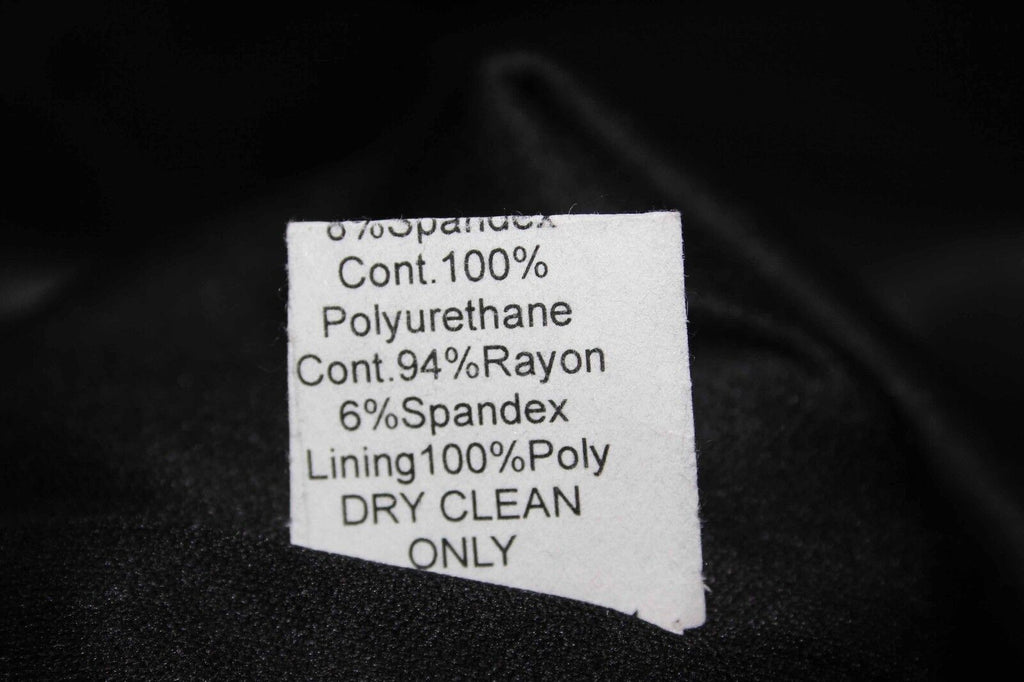 %Spandex
Cont.100%
Polyurethane
Cont.94%Rayon
6%Spandex
Lining100%Poly
DRY CLEAN
ONLY